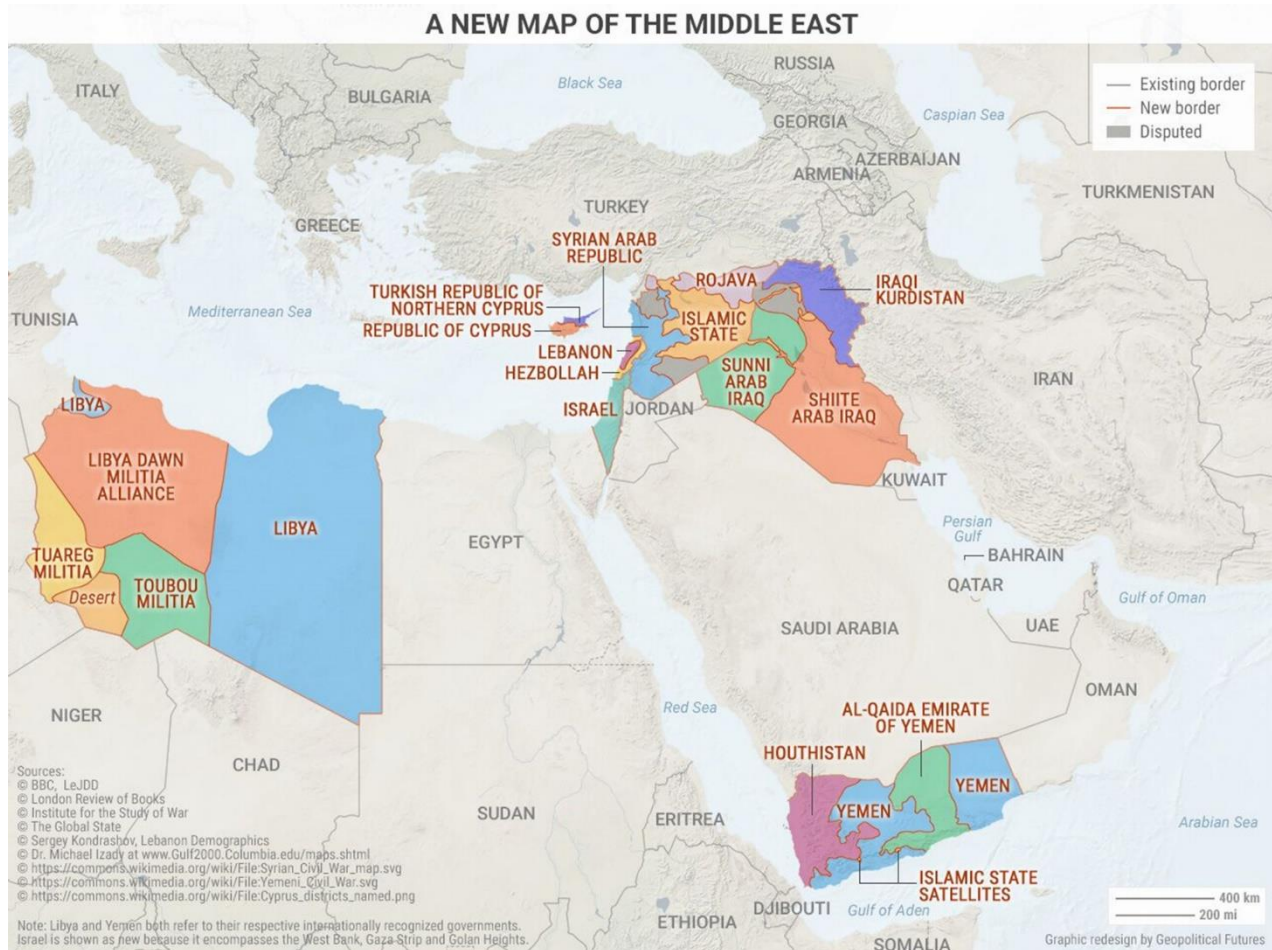 A NEW MAP OF THE MIDDLE EAST
Existing border
New border
Disputed
RUSSIA
Black Sea
ITALY
BULGARIA
GEORGIA
Caspian Sea
AZERBAIJAN
ARMENIA
TURKMENISTAN
TURKEY
GREECE
SYRIAN ARAB
REPUBLIC
ROJAVA
IRAQI
KURDISTAN
TURKISH REPUBLIC OF
NORTHERN CYPRUS
REPUBLIC OF CYPRUS
Mediterranean Sea
TUNISIA
ISLAMIC
STATE
LEBANON
HEZBOLLAH
SUNNI
ARAB
IRAQ
SHIITE
ARAB IRAQ
IRAN
ISRAEL
JORDAN
LIBYA
LIBYA DAWN
MILITIA
ALLIANCE
LIBYA
KUWAIT
Persian
Gulf
BAHRAIN
QATAR
Gulf of Oman
EGYPT
TUAREG
MILITIA
Desert
TOUBOU
MILITIA
SAUDI ARABIA
UAE
OMAN
Red Sea
NIGER
CHAD
SUDAN
ERITREA
AL-QAIDA EMIRATE
OF YEMEN
HOUTHISTAN
YEMEN
YEMEN
Arabian Sea
ISLAMIC STATE
SATELLITES
DJIBOUTI
Gulf of Aden
ETHIOPIA
SOMALIA
400 km
200 mi
Sources:
© BBC, LeJDD
© London Review of Books
© Institute for the Study of War
© The Global State
© Sergey Kondrashov, Lebanon Demographics
© Dr. Michael Izady at www.Gulf2000.Columbia.edu/maps.shtml
© https://commons.wikimedia.org/wiki/File:Syrian_Civil_War_map.svg
© https://commons.wikimedia.org/wiki/File:Yemeni_Civil_War.svg
© https://commons.wikimedia.org/wiki/File:Cyprus_districts_named.png
Note: Libya and Yemen both refer to their respective internationally recognized governments.
Israel is shown as new because it encompasses the West Bank, Gaza Strip and Golan Heights.
Graphic redesign by Geopolitical Futures